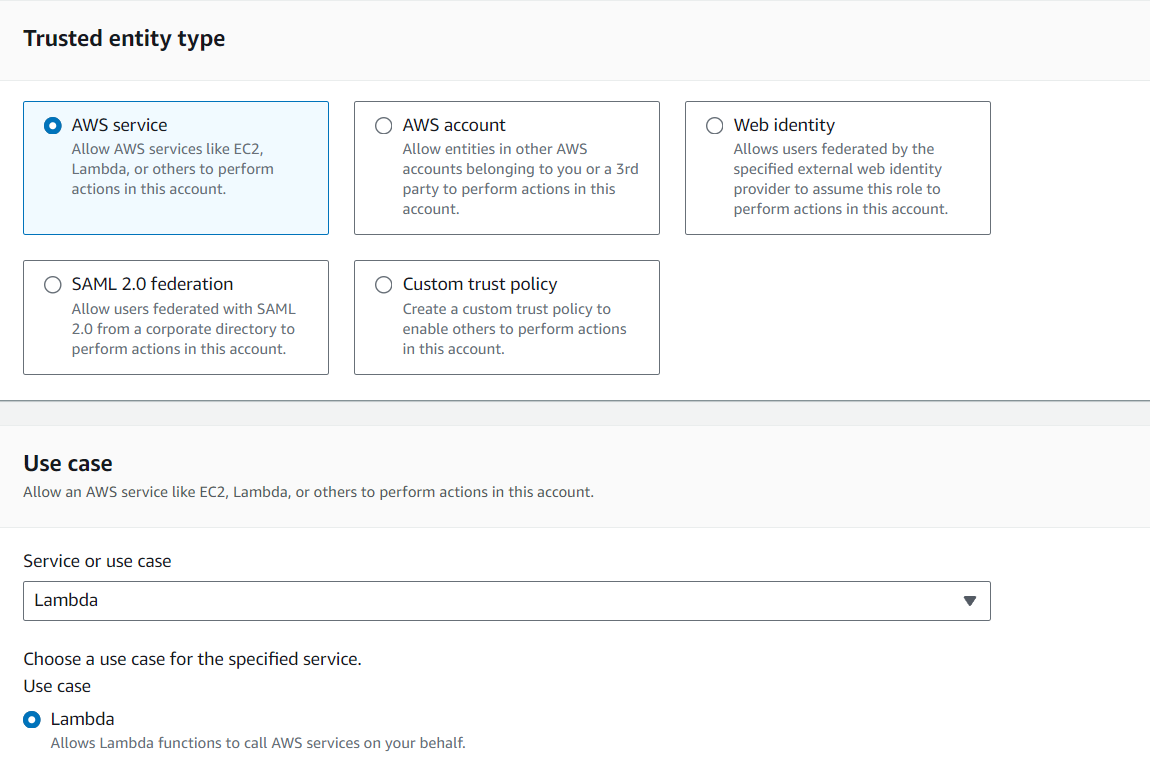 Trusted entity type
AWS service
Allow AWS services like EC2,
Lambda, or others to perform
actions in this account.
AWS account
Allow entities in other AWS
accounts belonging to you or a 3rd
party to perform actions in this
account.
Web identity
Allows users federated by the
specified external web identity
provider to assume this role to
perform actions in this account.
SAML 2.0 federation
Allow users federated with SAML
2.0 from a corporate directory to
perform actions in this account.
Custom trust policy
Create a custom trust policy to
enable others to perform actions
in this account.
Use case
Allow an AWS service like EC2, Lambda, or others to perform actions in this account.
Service or use case
Lambda
Choose a use case for the specified service.
Use case
Lambda
Allows Lambda functions to call AWS services on your behalf.